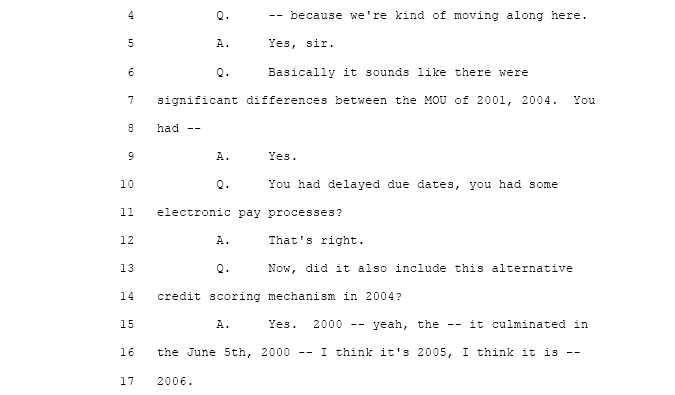 4 Q. -- because we're kind of moving along here.
5 A. Yes, sir.
6 Q. Basically it sounds like there were
7 significant differences between the MOU of 2001, 2004. You
8 had --
9 A. Yes.
10 Q. You had delayed due dates, you had some
11 electronic pay processes?
12 A. That's right.
13 Q. Now, did it also include this alternative
14 credit scoring mechanism in 2004?
15 A. Yes. 2000 -- yeah, the -- it culminated in
16 the June 5th, 2000 -- I think it's 2005, I think it is --
17 2006.